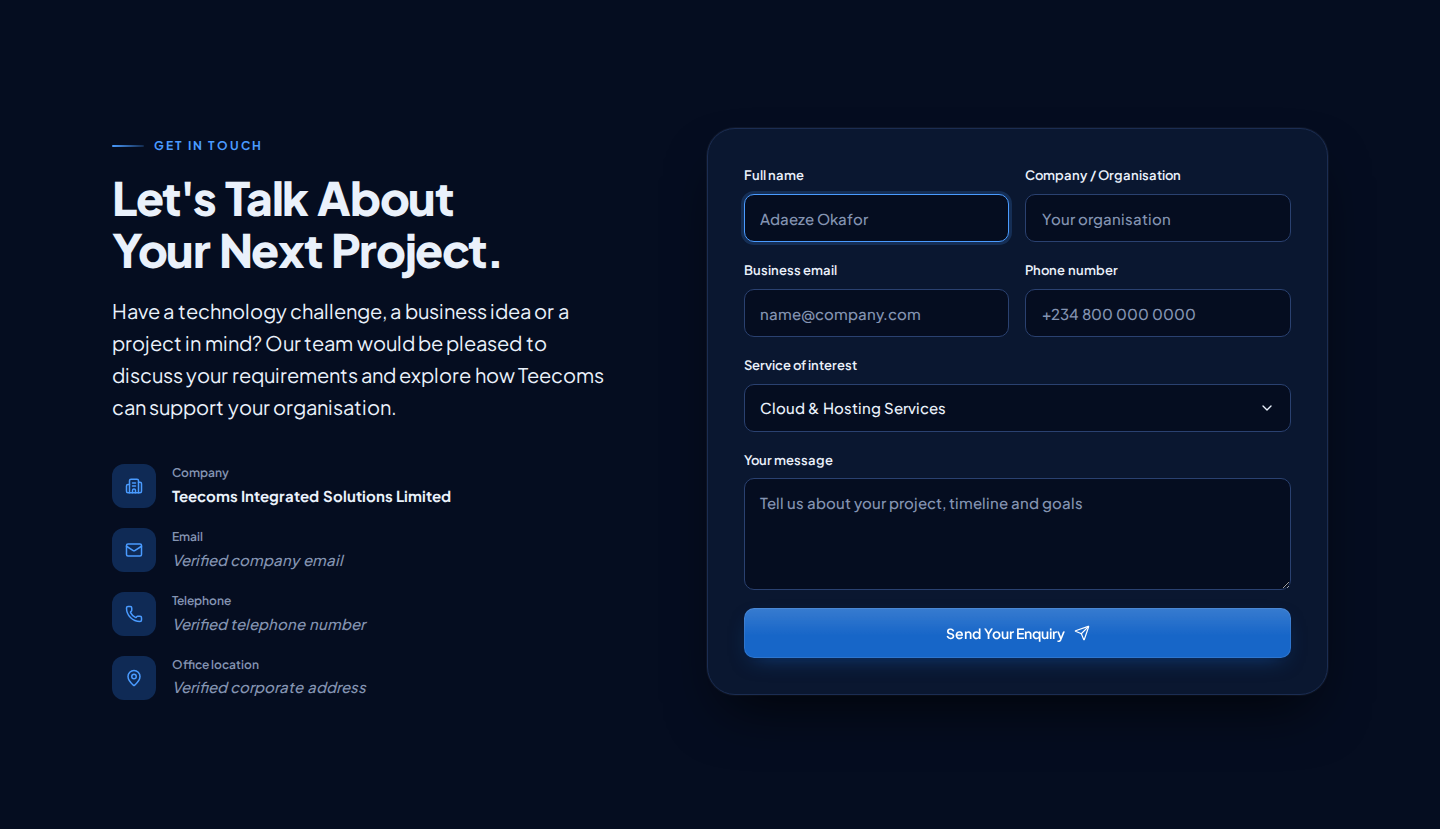 GET IN TOUCH
Let's Talk About
Your Next Project.
Have a technology challenge, a business idea or a
project in mind? Our team would be pleased to
discuss your requirements and explore how Teecoms
can support your organisation.
Company
Teecoms Integrated Solutions Limited
Email
Verified company email
Telephone
Verified telephone number
Office location
Verified corporate address
Full name
Company / Organisation
Adaeze Okafor
Your organisation
Business email
Phone number
name@company.com
+234 800 000 0000
Service of interest
Cloud & Hosting Services
Your message
Tell us about your project, timeline and goals
Send Your Enquiry